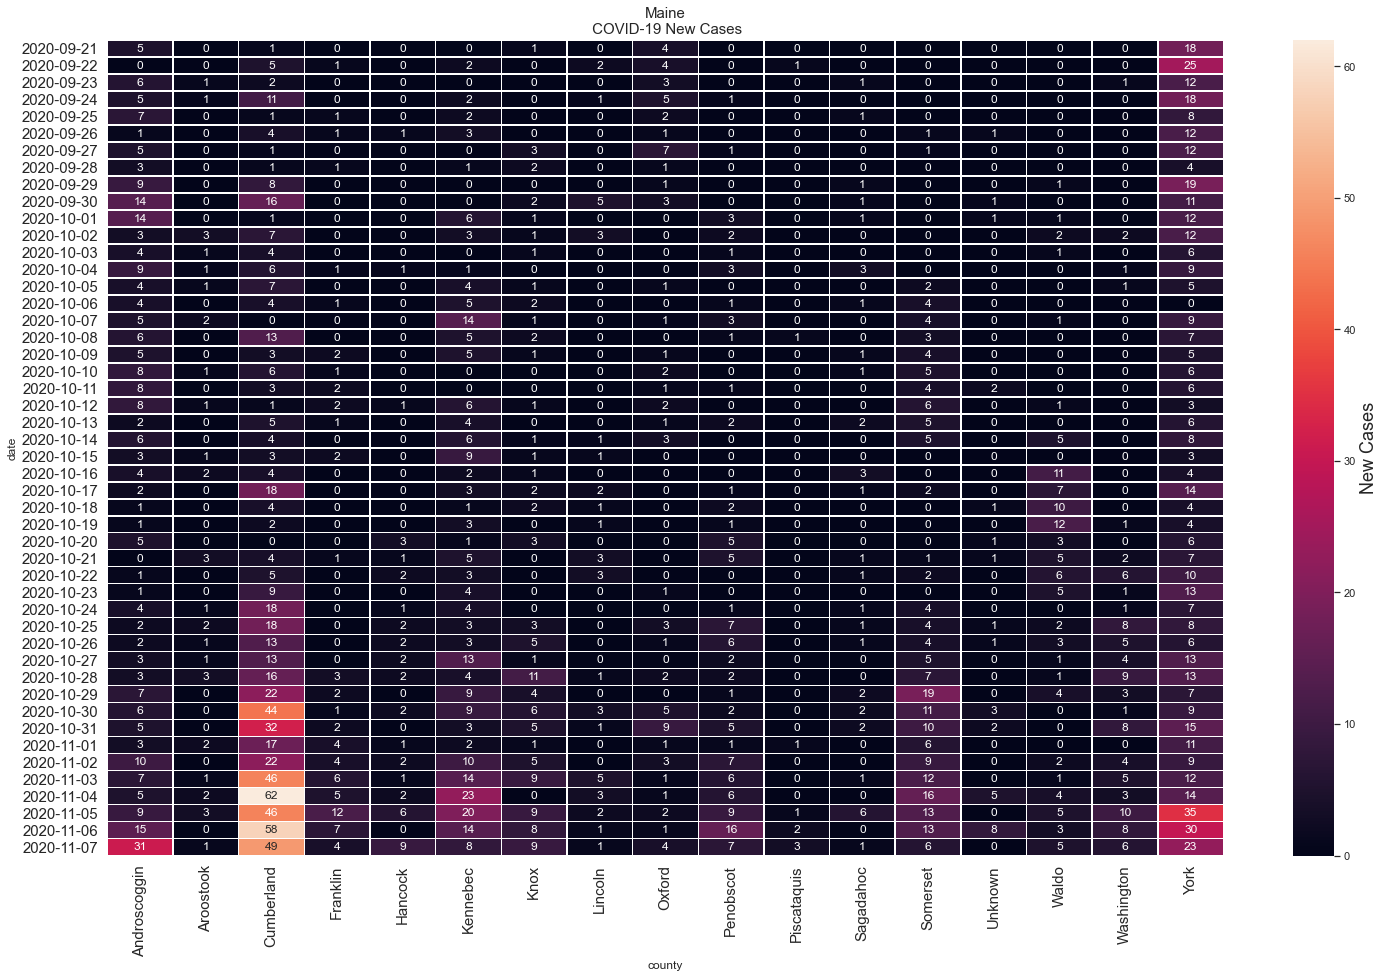 Maine
COVID-19 New Cases
2020-09-21 5 0 1 0 0 0 1 0 4 0 0 0 0 0 0 0 18
2020-09-22 0 0 5 1 0 2 0 2 4 0 1 0 0 0 0 0 25
2020-09-23 6 1 2 0 0 0 0 0 3 0 0 1 0 0 0 1 12
2020-09-24 5 1 11 0 0 2 0 1 5 1 0 0 0 0 0 0 18
2020-09-25 7 0 1 1 0 2 0 0 2 0 0 1 0 0 0 0 8
2020-09-26 1 0 4 1 1 3 0 0 1 0 0 0 1 1 0 0 12
2020-09-27 5 0 1 0 0 0 3 0 7 1 0 0 1 0 0 0 12
2020-09-28 3 0 1 1 0 1 2 0 1 0 0 0 0 0 0 0 4
2020-09-29 9 0 8 0 0 0 0 0 1 0 0 1 0 0 1 0 19
2020-09-30 14 0 16 0 0 0 2 5 3 0 0 1 0 1 0 0 11
2020-10-01 14 0 1 0 0 6 1 0 0 3 0 1 0 1 1 0 12
2020-10-02 3 3 7 0 0 3 1 3 0 2 0 0 0 0 2 2 12
2020-10-03 4 1 4 0 0 0 1 0 0 1 0 0 0 0 1 0 6
2020-10-04 9 1 6 1 1 1 0 0 0 3 0 3 0 0 0 1 9
2020-10-05 4 1 7 0 0 4 1 0 1 0 0 0 2 0 0 1 5
2020-10-06 4 0 4 1 0 5 2 0 0 1 0 1 4 0 0 0 0
2020-10-07 5 2 0 0 0 14 1 0 1 3 0 0 4 0 1 0 9
2020-10-08 6 0 13 0 0 5 2 0 0 1 1 0 3 0 0 0 7
2020-10-09 5 0 3 2 0 5 1 0 1 0 0 1 4 0 0 0 5
2020-10-10 8 1 6 1 0 0 0 0 2 0 0 1 5 0 0 0 6
2020-10-11 8 0 3 2 0 0 0 0 1 1 0 0 4 2 0 0 6
2020-10-12 8 1 1 2 1 6 1 0 2 0 0 0 6 0 1 0 3
2020-10-13 2 0 5 1 0 4 0 0 1 2 0 2 5 0 0 0 6
2020-10-14 6 0 4 0 0 6 1 1 3 0 0 0 5 0 5 0 8
2020-10-15 3 1 3 2 0 9 1 1 0 0 0 0 0 0 0 0 3
2020-10-16 4 2 4 0 0 2 1 0 0 0 0 3 0 0 11 0 4
2020-10-17 2 0 18 0 0 3 2 2 0 1 0 1 2 0 7 0 14
2020-10-18 1 0 4 0 0 1 2 1 0 2 0 0 0 1 10 0 4
2020-10-19 1 0 2 0 0 3 0 1 0 1 0 0 0 0 12 1 4
2020-10-20 5 0 0 0 3 1 3 0 0 5 0 0 0 1 3 0 6
2020-10-21 0 3 4 1 1 5 0 3 0 5 0 1 1 1 5 2 7
2020-10-22 1 0 5 0 2 3 0 3 0 0 0 1 2 0 6 6 10
2020-10-23 1 0 9 0 0 4 0 0 1 0 0 0 0 0 5 1 13
2020-10-24 4 1 18 0 1 4 0 0 0 1 0 1 4 0 0 1 7
2020-10-25 2 2 18 0 2 3 3 0 3 7 0 1 4 1 2 8 8
2020-10-26 2 1 13 0 2 3 5 0 1 6 0 1 4 1 3 5 6
2020-10-27 3 1 13 0 2 13 1 0 0 2 0 0 5 0 1 4 13
2020-10-28 3 3 16 3 2 4 11 1 2 2 0 0 7 0 1 9 13
2020-10-29 7 0 22 2 0 9 4 0 0 1 0 2 19 0 4 3 7
2020-10-30 6 0 44 1 2 9 6 3 5 2 0 2 11 3 0 1 9
2020-10-31 5 0 32 2 0 3 5 1 9 5 0 2 10 2 0 8 15
2020-11-01 3 2 17 4 1 2 1 0 1 1 1 0 6 0 0 0 11
2020-11-02 10 0 22 4 2 10 5 0 3 7 0 0 9 0 2 4 9
2020-11-03 7 1 46 6 1 14 9 5 1 6 0 1 12 0 1 5 12
2020-11-04 5 2 62 5 2 23 0 3 1 6 0 0 16 5 4 3 14
2020-11-05 9 3 46 12 6 20 9 2 2 9 1 6 13 0 5 10 35
2020-11-06 15 0 58 7 0 14 8 1 1 16 2 0 13 8 3 8 30
2020-11-07 31 1 49 4 9 8 9 1 4 7 3 1 6 0 5 6 23
date
Androscoggin Aroostook Cumberland Franklin Hancock Kennebec Knox Lincoln Oxford Penobscot Piscataquis Sagadahoc Somerset Unknown Waldo Washington York
county
60
50
40
30
20
10
0
New Cases